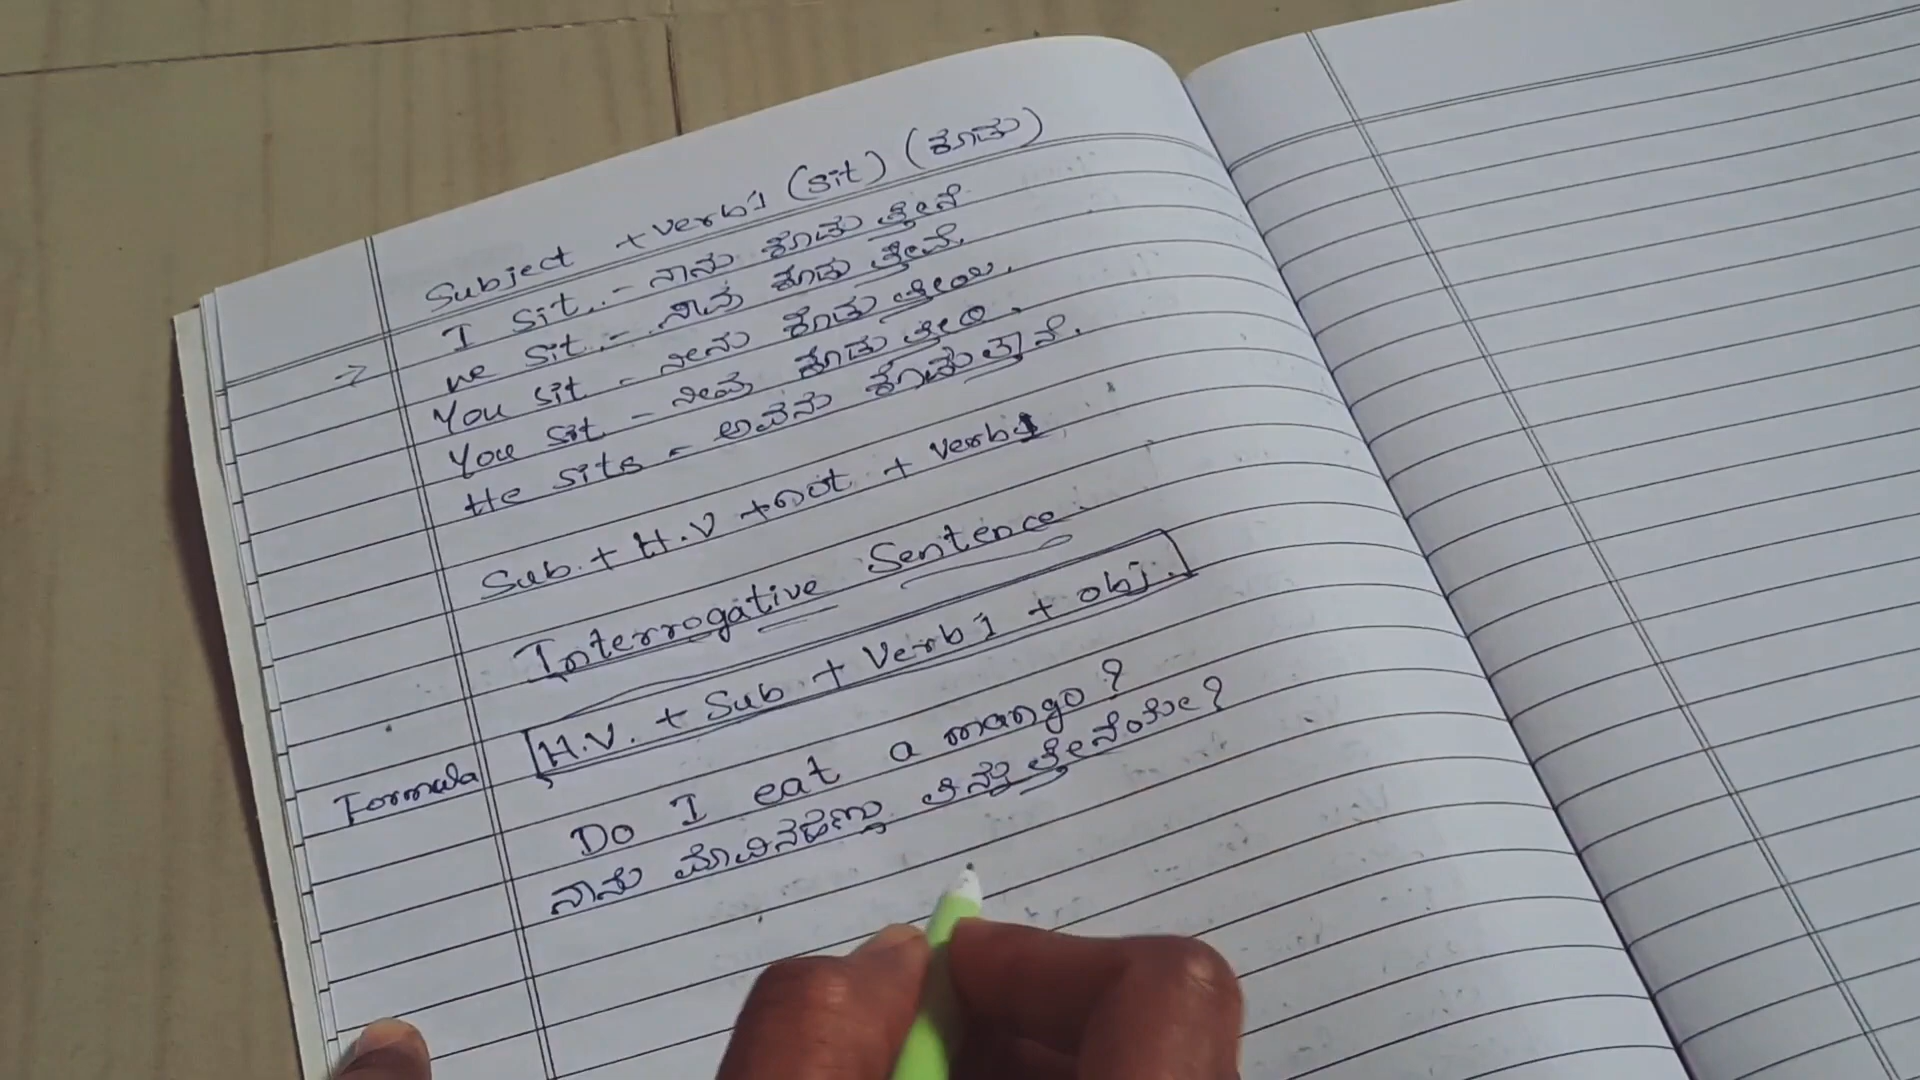 Subject + verb1 (sit) (ಕೂಡು)
I sit. - ನಾನು ಕೂಡುತ್ತೇನೆ.
→ we sit. - ನಾವು ಕೂಡುತ್ತೇವೆ.
You sit - ನೀನು ಕೂಡುತ್ತೀಯ.
You sit - ನೀವು ಕೂಡುತ್ತೀರಿ.
He sits - ಅವನು ಕೂಡುತ್ತಾನೆ.
Sub. + H.V + not + verb1
Interrogative Sentence.
Formula [H.V. + Sub + Verb1 + obj.]
Do I eat a mango?
ನಾನು ಮಾವಿನಹಣ್ಣು ತಿನ್ನುತ್ತೇನೆಯೇ?